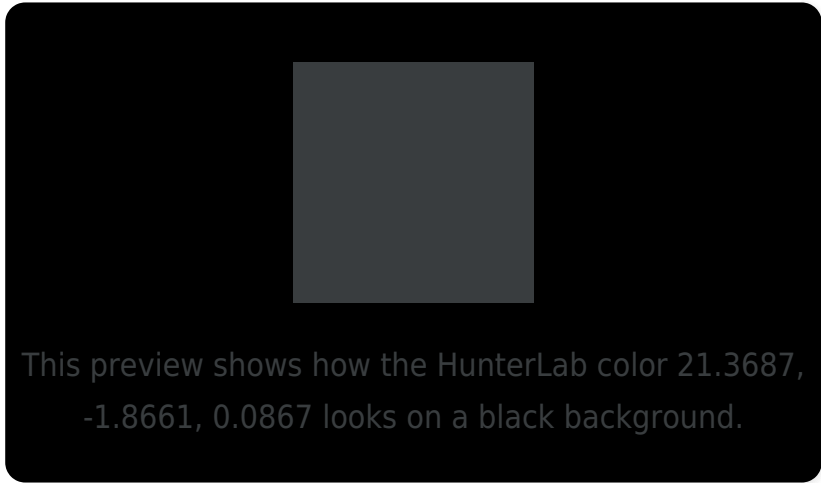 This preview shows how the HunterLab color 21.3687,
-1.8661, 0.0867 looks on a black background.